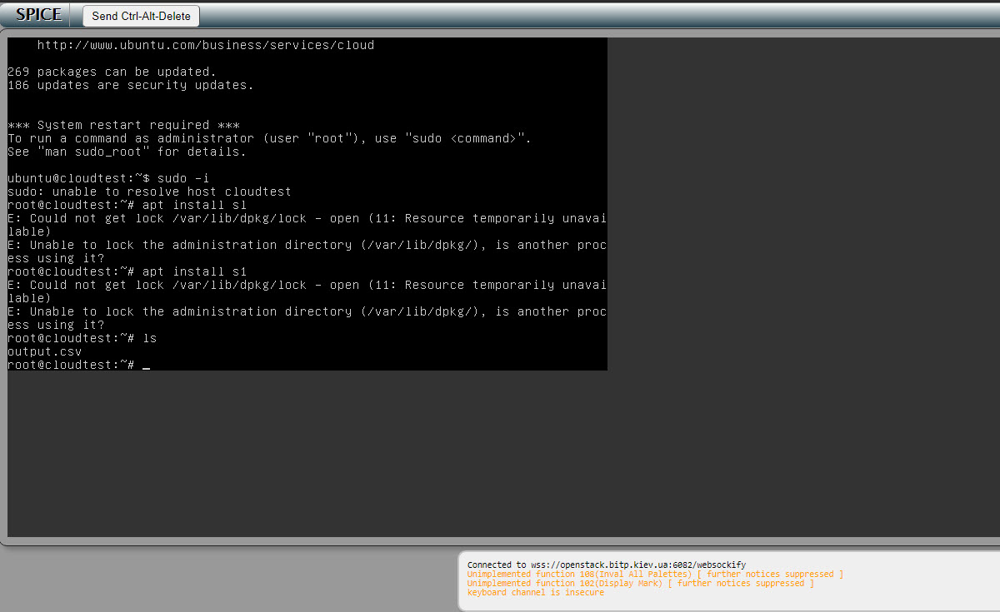 SPICE
Send Ctrl-Alt-Delete
http://www.ubuntu.com/business/services/cloud
269 packages can be updated.
186 updates are security updates.
*** System restart required ***
To run a command as administrator (user "root"), use "sudo <command>".
See "man sudo_root" for details.
ubuntu@cloudtest:~$ sudo -i
sudo: unable to resolve host cloudtest
root@cloudtest:~# apt install sl
E: Could not get lock /var/lib/dpkg/lock - open (11: Resource temporarily unavai
lable)
E: Unable to lock the administration directory (/var/lib/dpkg/), is another proc
ess using it?
root@cloudtest:~# apt install s1
E: Could not get lock /var/lib/dpkg/lock - open (11: Resource temporarily unavai
lable)
E: Unable to lock the administration directory (/var/lib/dpkg/), is another proc
ess using it?
root@cloudtest:~# ls
output.csv
root@cloudtest:~# _
Connected to wss://openstack.bitp.kiev.ua:6082/websockify
Unimplemented function 108(Inval All Palettes) [ further notices suppressed ]
Unimplemented function 102(Display Mark) [ further notices suppressed ]
keyboard channel is insecure